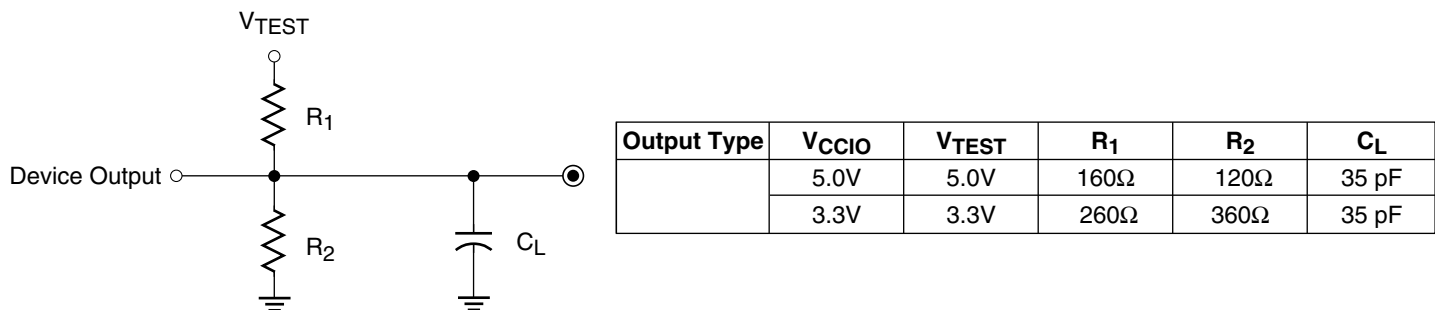 VTEST
R1
Device Output
R2
CL
Output Type VCCIO VTEST R1 R2 CL
5.0V 5.0V 160Ω 120Ω 35 pF
3.3V 3.3V 260Ω 360Ω 35 pF